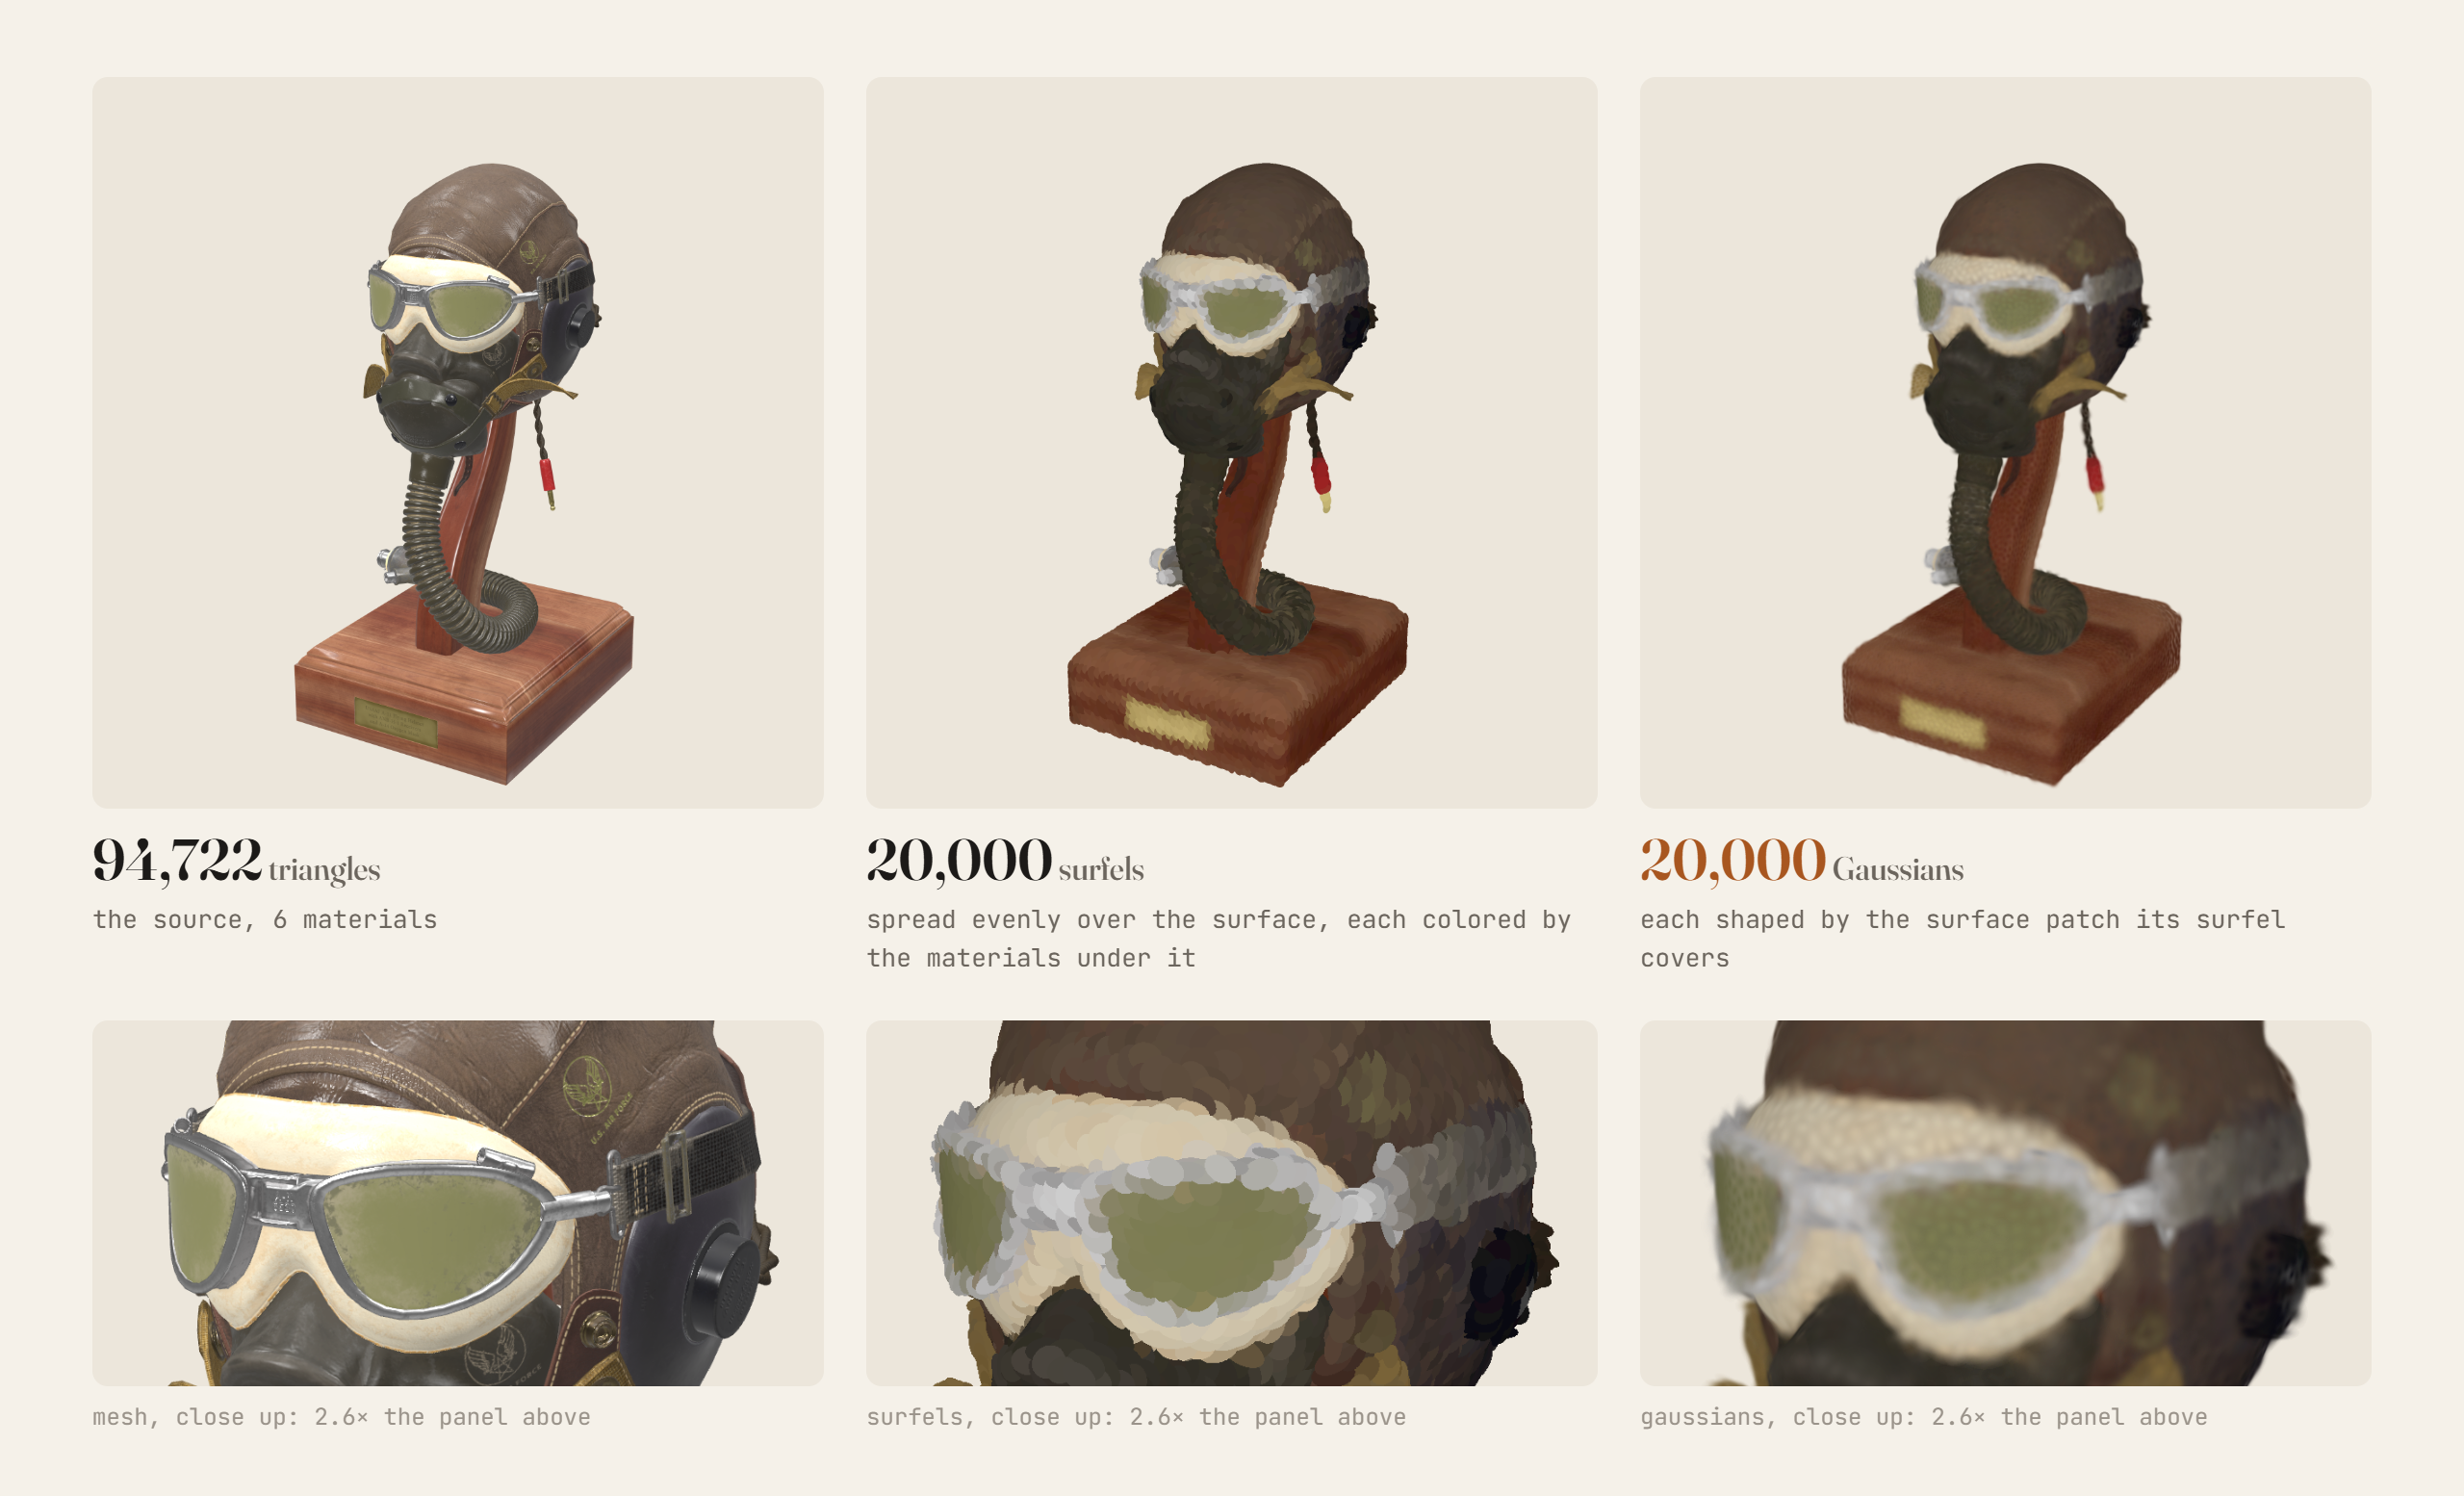 94,722 triangles
the source, 6 materials
20,000 surfels
spread evenly over the surface, each colored by
the materials under it
20,000 Gaussians
each shaped by the surface patch its surfel
covers
U.S. AIR FORCE
FORCE
mesh, close up: 2.6× the panel above
surfels, close up: 2.6× the panel above
gaussians, close up: 2.6× the panel above